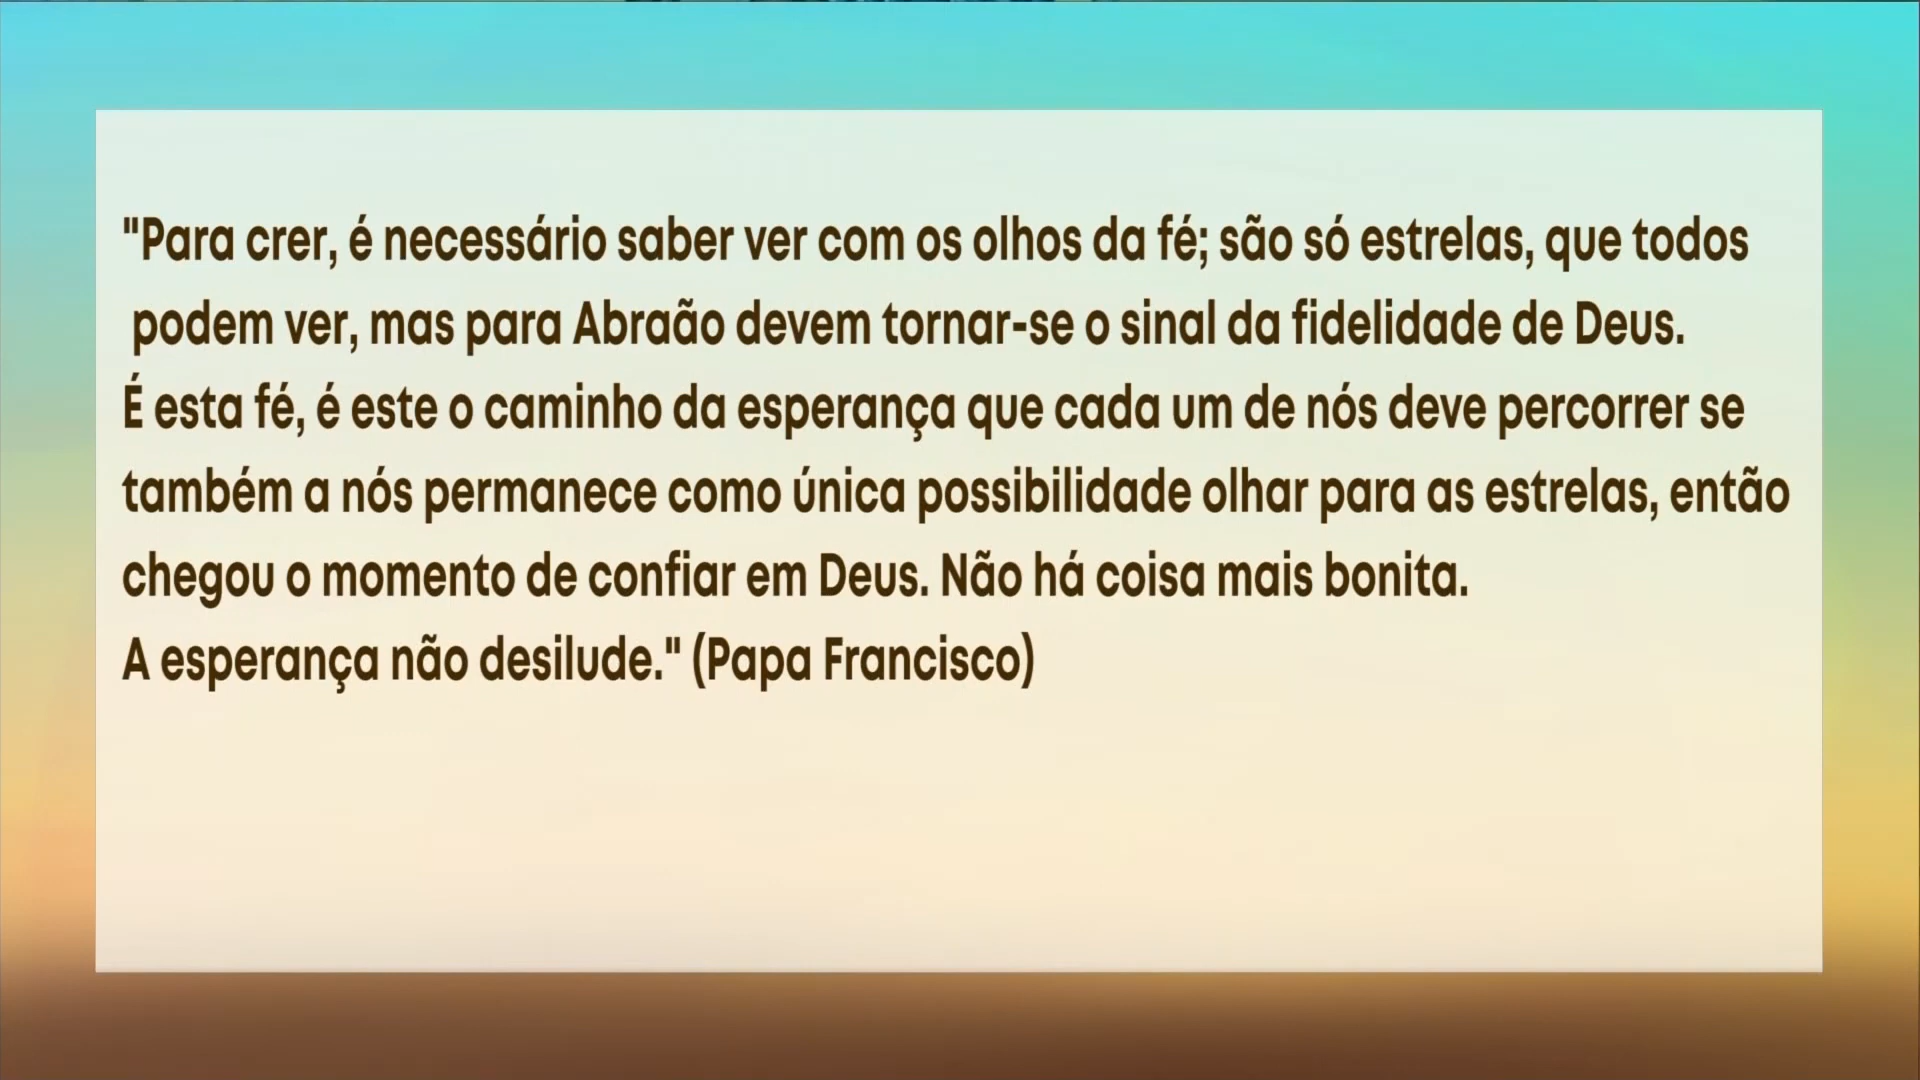 "Para crer, é necessário saber ver com os olhos da fé; são só estrelas, que todos
podem ver, mas para Abraão devem tornar-se o sinal da fidelidade de Deus.
É esta fé, é este o caminho da esperança que cada um de nós deve percorrer se
também a nós permanece como única possibilidade olhar para as estrelas, então
chegou o momento de confiar em Deus. Não há coisa mais bonita.
A esperança não desilude." (Papa Francisco)